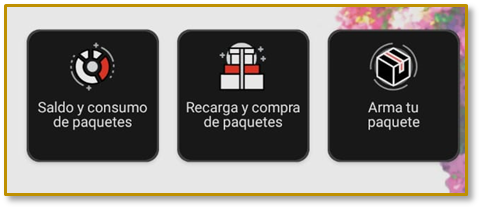 Saldo y consumo
de paquetes
Recarga y compra
de paquetes
Arma tu
paquete